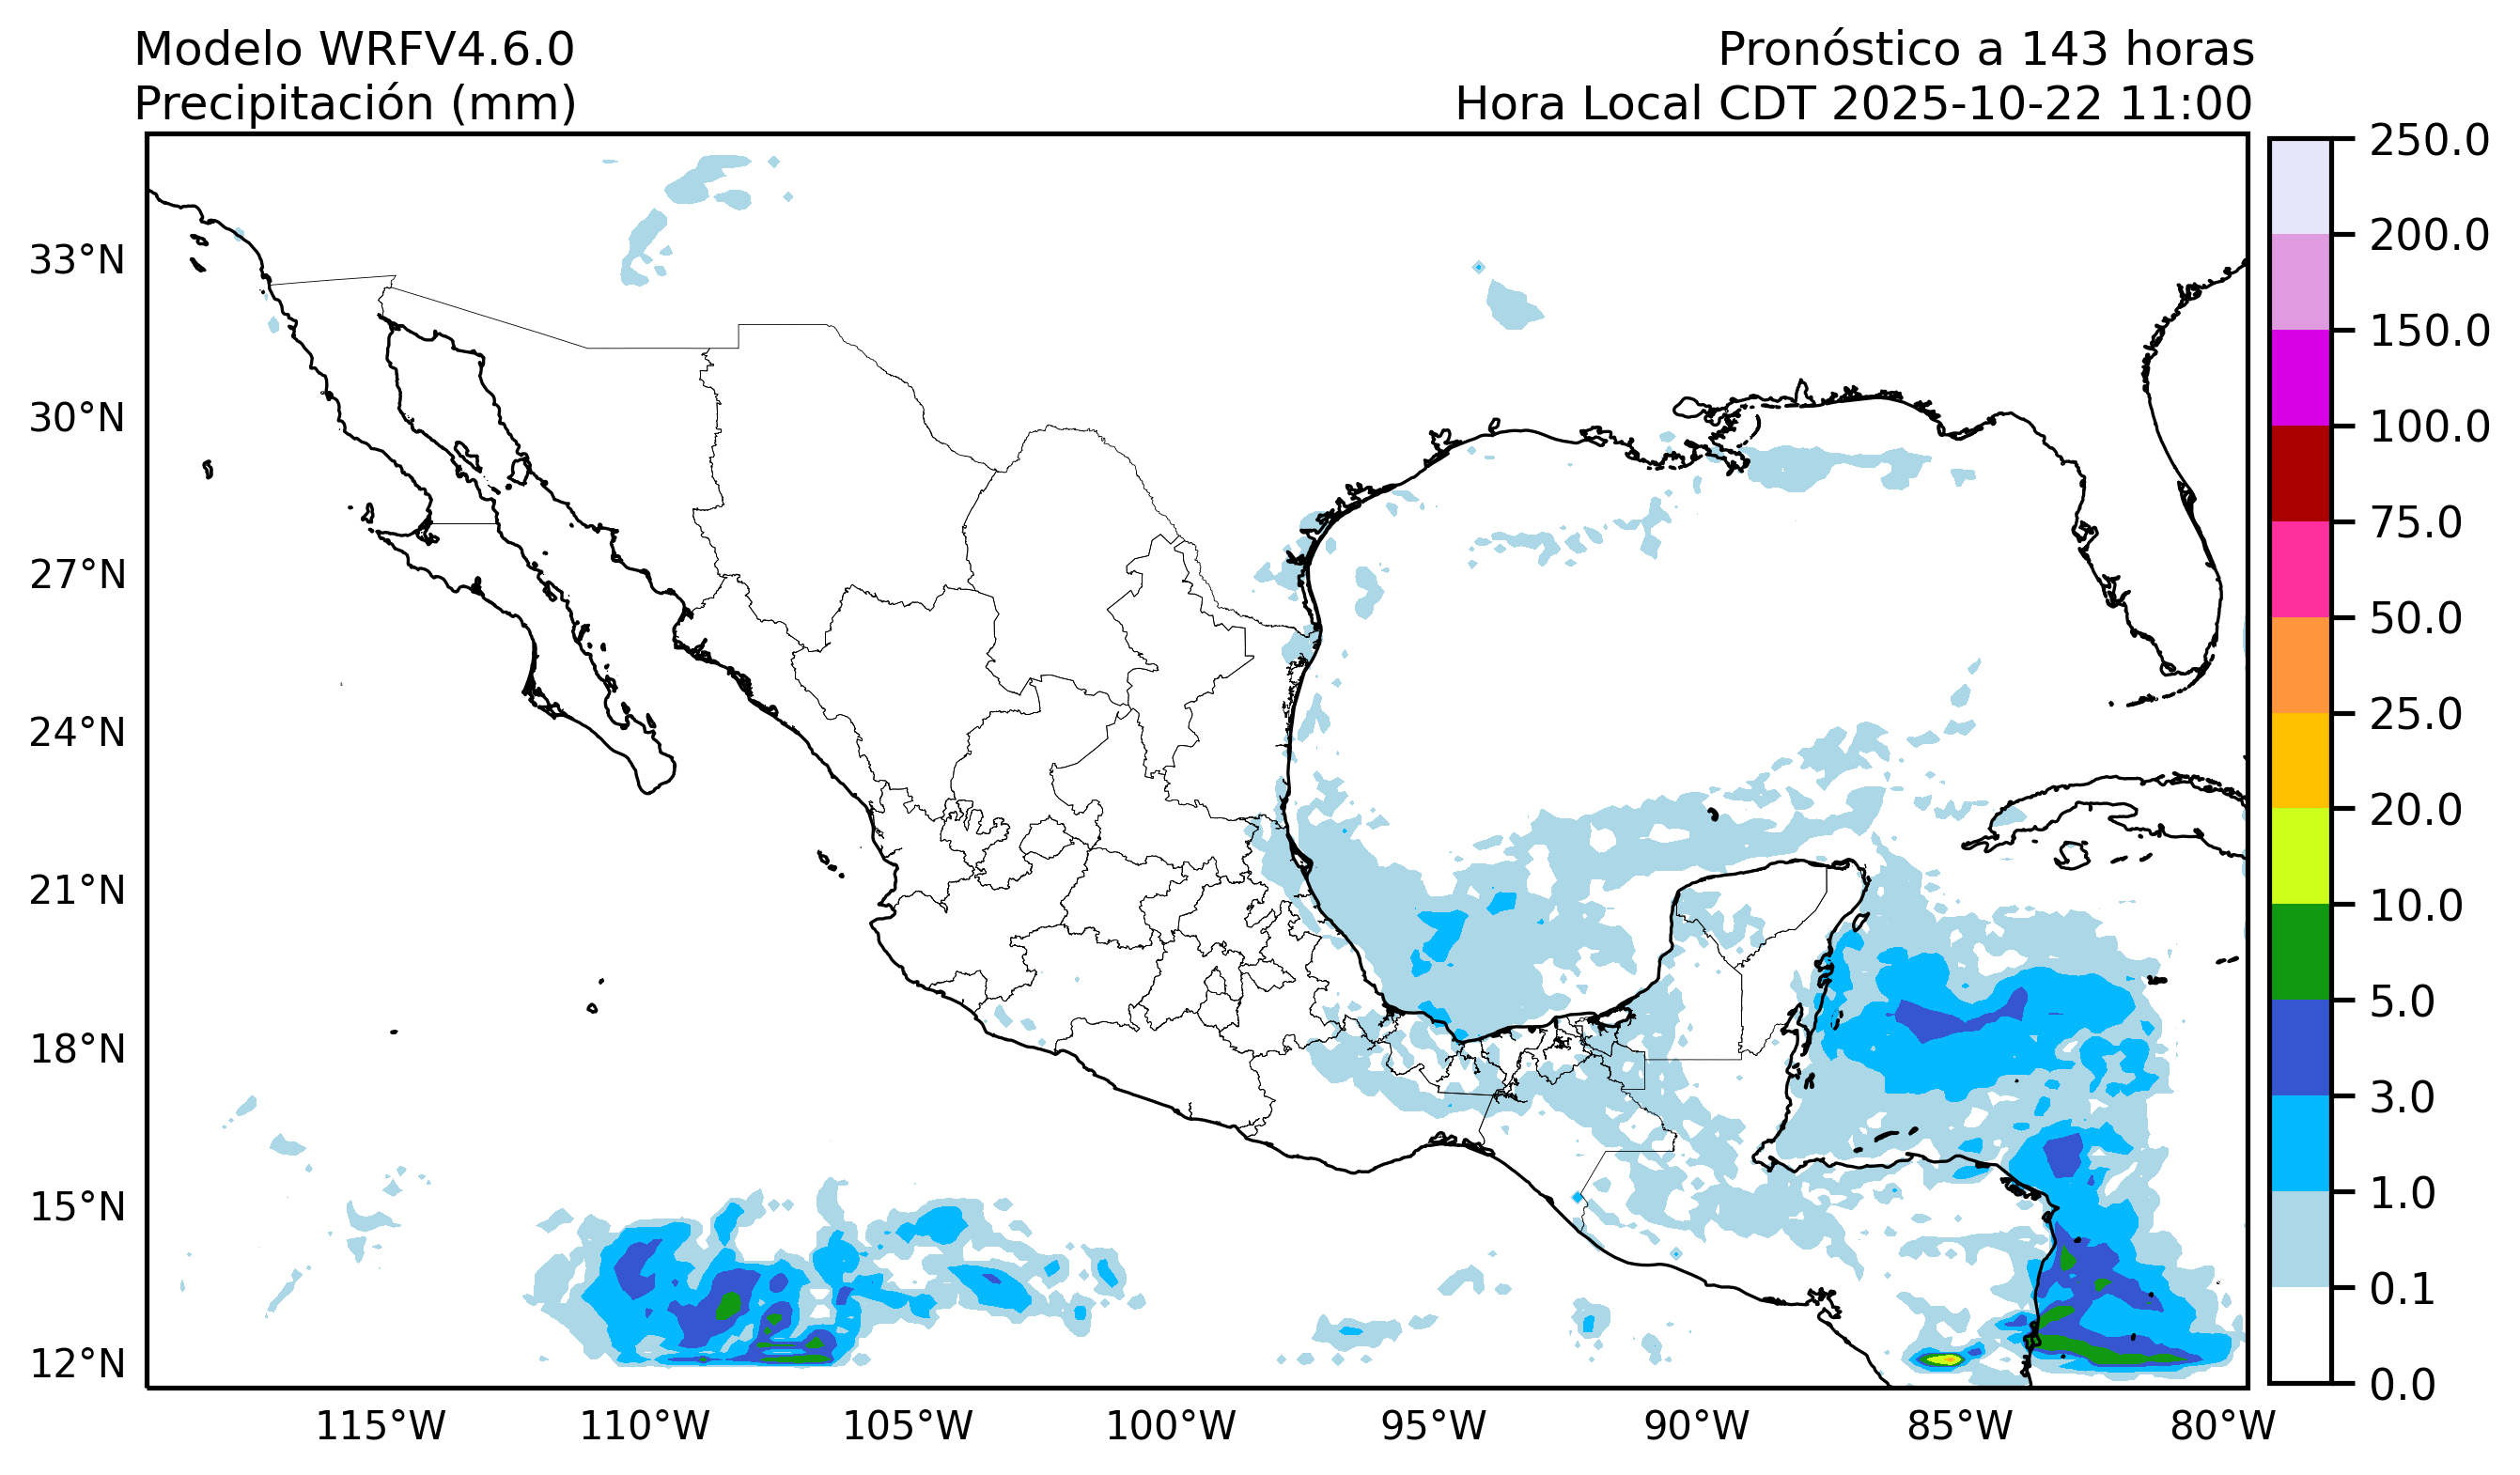 Modelo WRFV4.6.0
Precipitación (mm)
Pronóstico a 143 horas
Hora Local CDT 2025-10-22 11:00
33°N
30°N
27°N
24°N
21°N
18°N
15°N
12°N
115°W
110°W
105°W
100°W
95°W
90°W
85°W
80°W
250.0
200.0
150.0
100.0
75.0
50.0
25.0
20.0
10.0
5.0
3.0
1.0
0.1
0.0